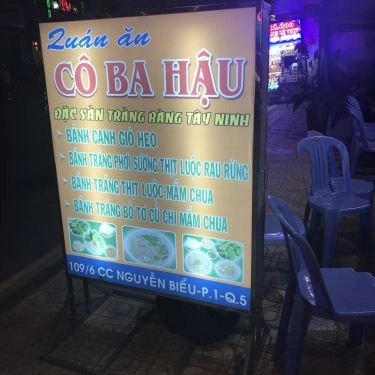 Quán ăn
CÔ BA HẬU
ĐẶC SẢN TRẢNG BÀNG TÂY NINH
BÁNH CANH GIÒ HEO
BÁNH TRÁNG PHƠI SƯƠNG THỊT LUỘC RAU RỪNG
BÁNH TRÁNG THỊT LUỘC MẮM CHUA
BÁNH TRÁNG BÒ TƠ CỦ CHI MẮM CHUA
109/6 CC NGUYỄN BIỂU-P.1-Q.5